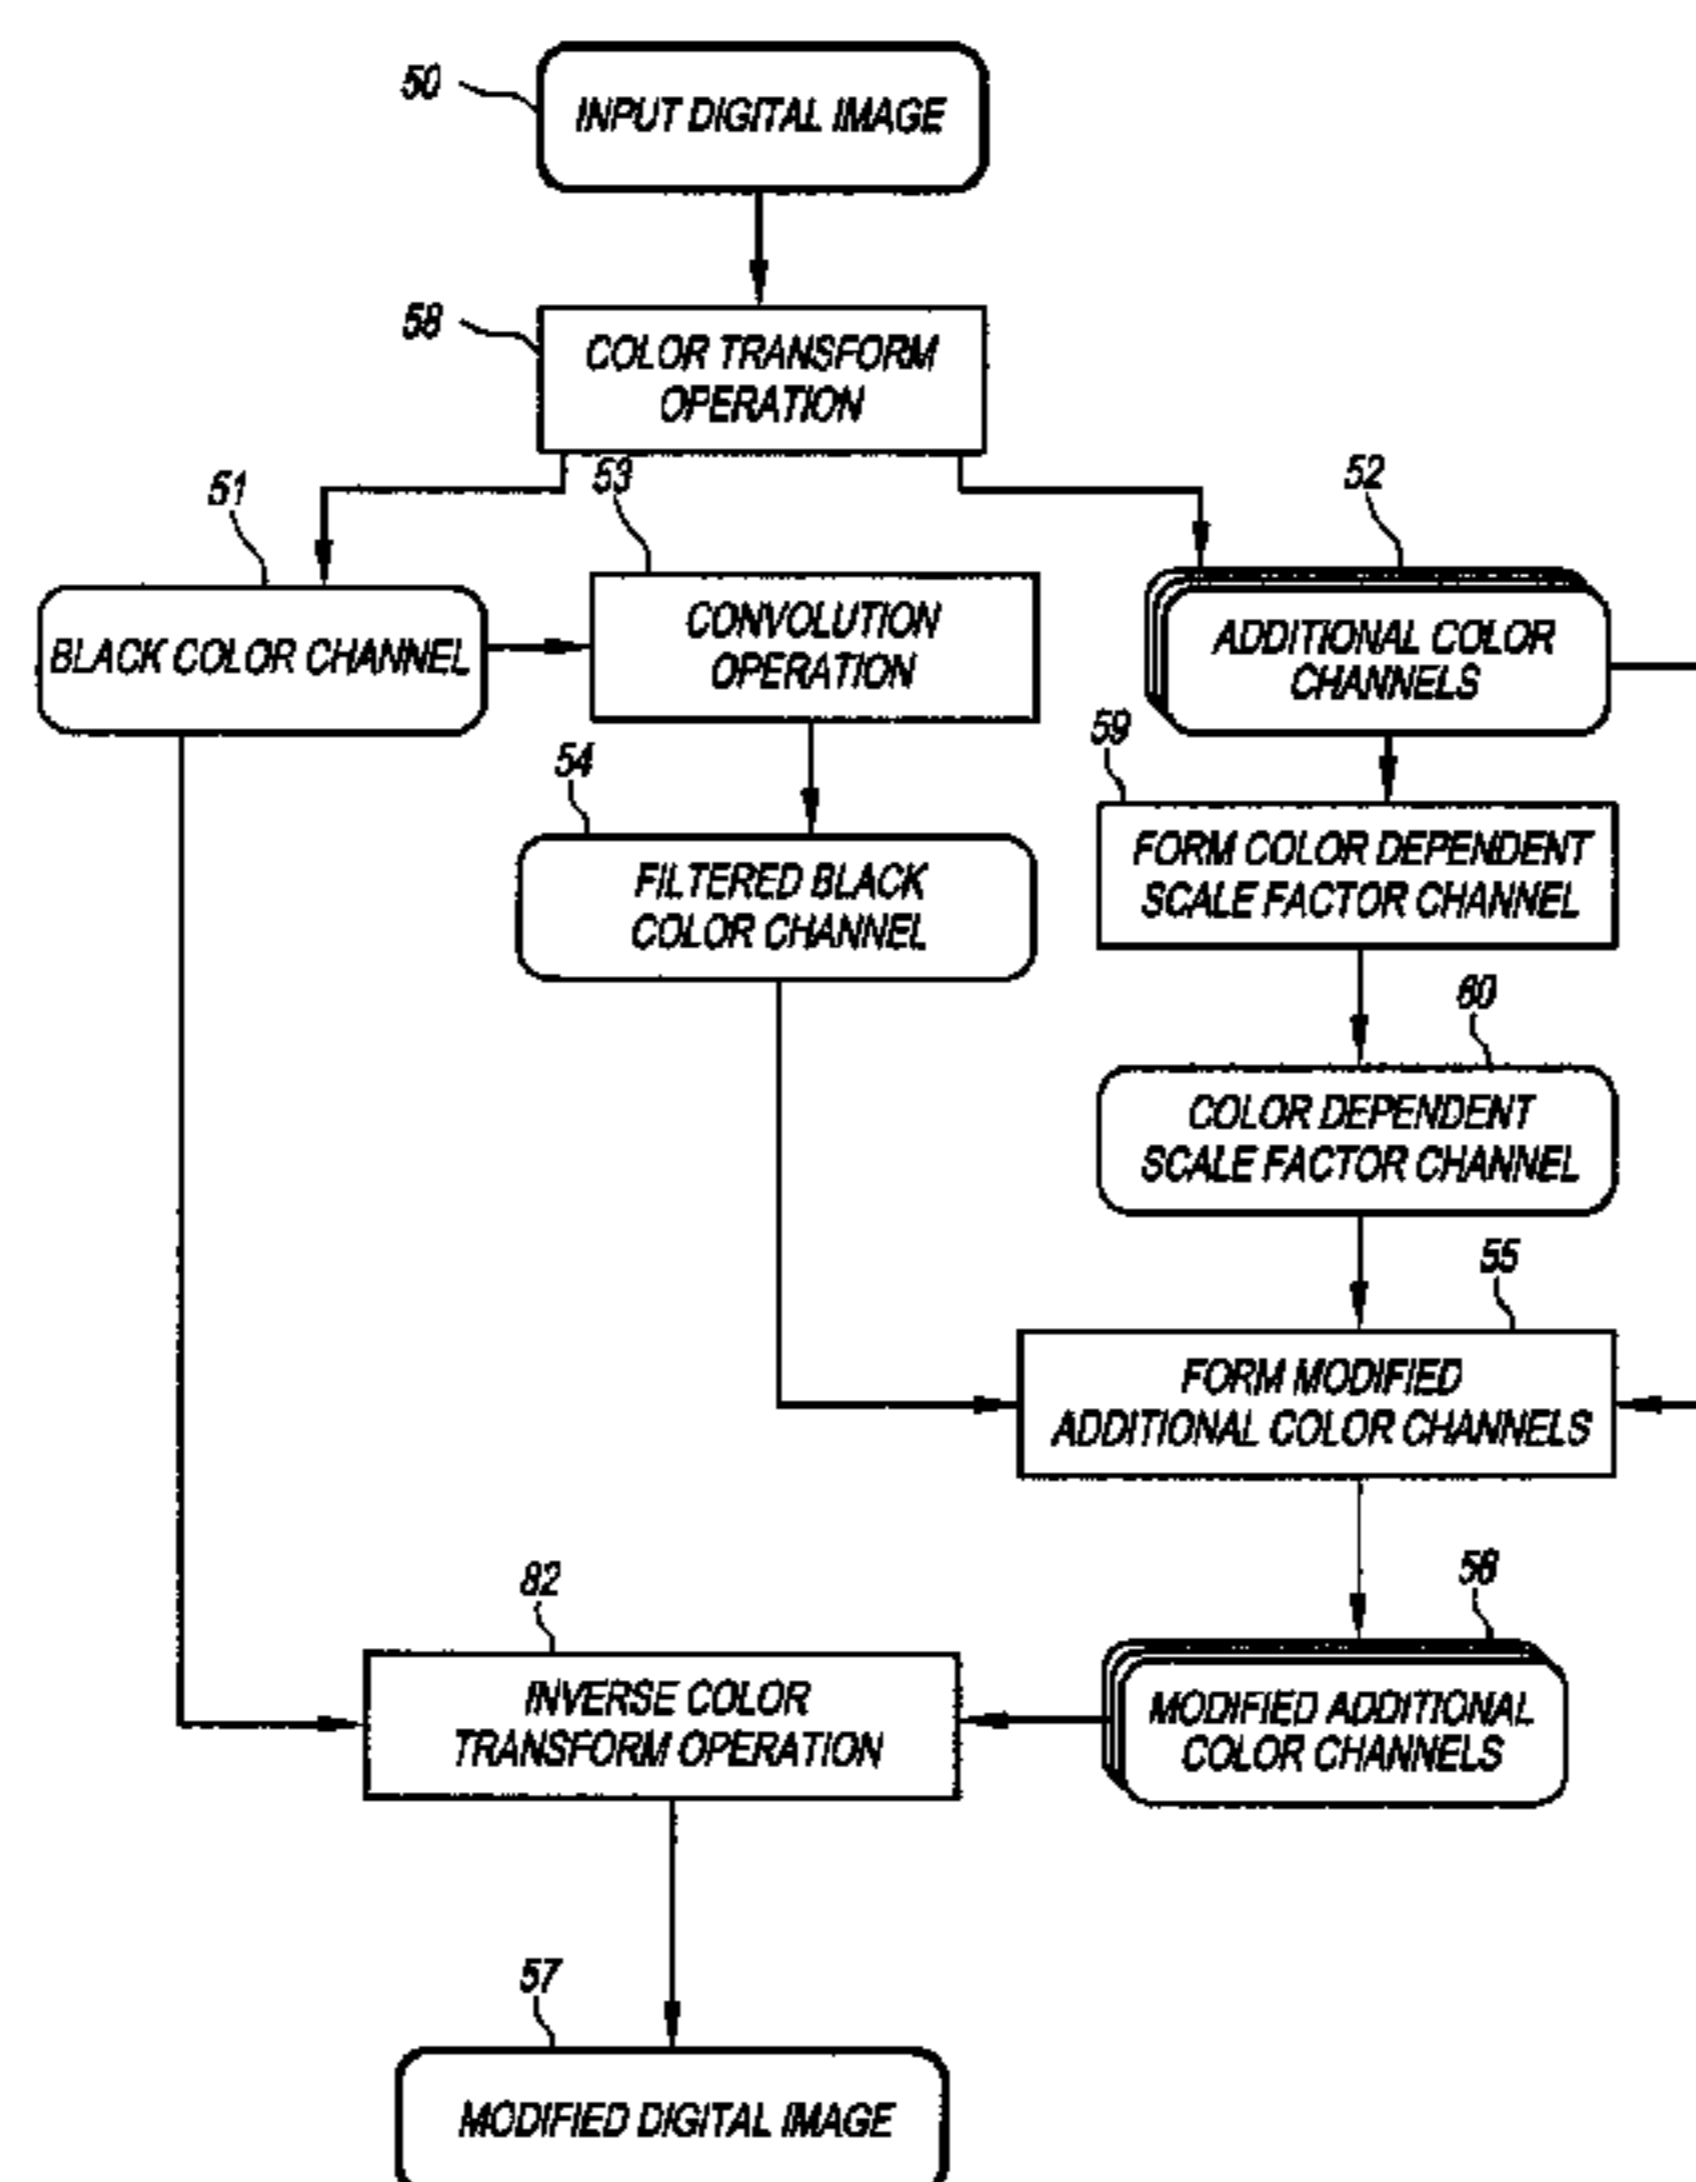 50
INPUT DIGITAL IMAGE
58
COLOR TRANSFORM
OPERATION
51
53
52
BLACK COLOR CHANNEL
CONVOLUTION
OPERATION
ADDITIONAL COLOR
CHANNELS
54
59
FILTERED BLACK
COLOR CHANNEL
FORM COLOR DEPENDENT
SCALE FACTOR CHANNEL
60
COLOR DEPENDENT
SCALE FACTOR CHANNEL
55
FORM MODIFIED
ADDITIONAL COLOR CHANNELS
82
INVERSE COLOR
TRANSFORM OPERATION
MODIFIED ADDITIONAL
COLOR CHANNELS
57
MODIFIED DIGITAL IMAGE